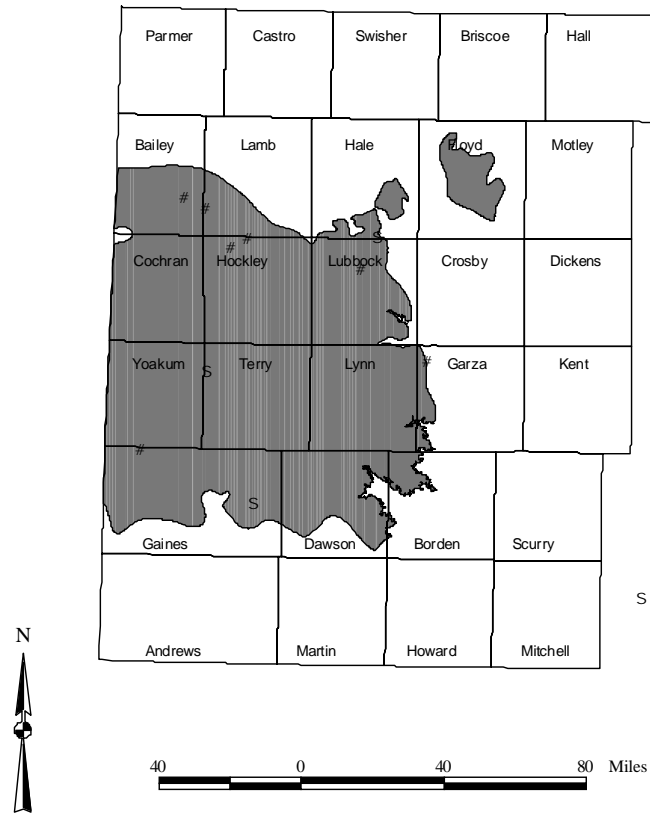 Parmer Castro Swisher Briscoe Hall
Bailey Lamb Hale Floyd Motley
#
#
# S
#
Cochran Hockley Lubbock Crosby Dickens
#
#
Yoakum Terry Lynn Garza Kent
S
#
S
Gaines Dawson Borden Scurry
S
N
Andrews Martin Howard Mitchell
40 0 40 80 Miles